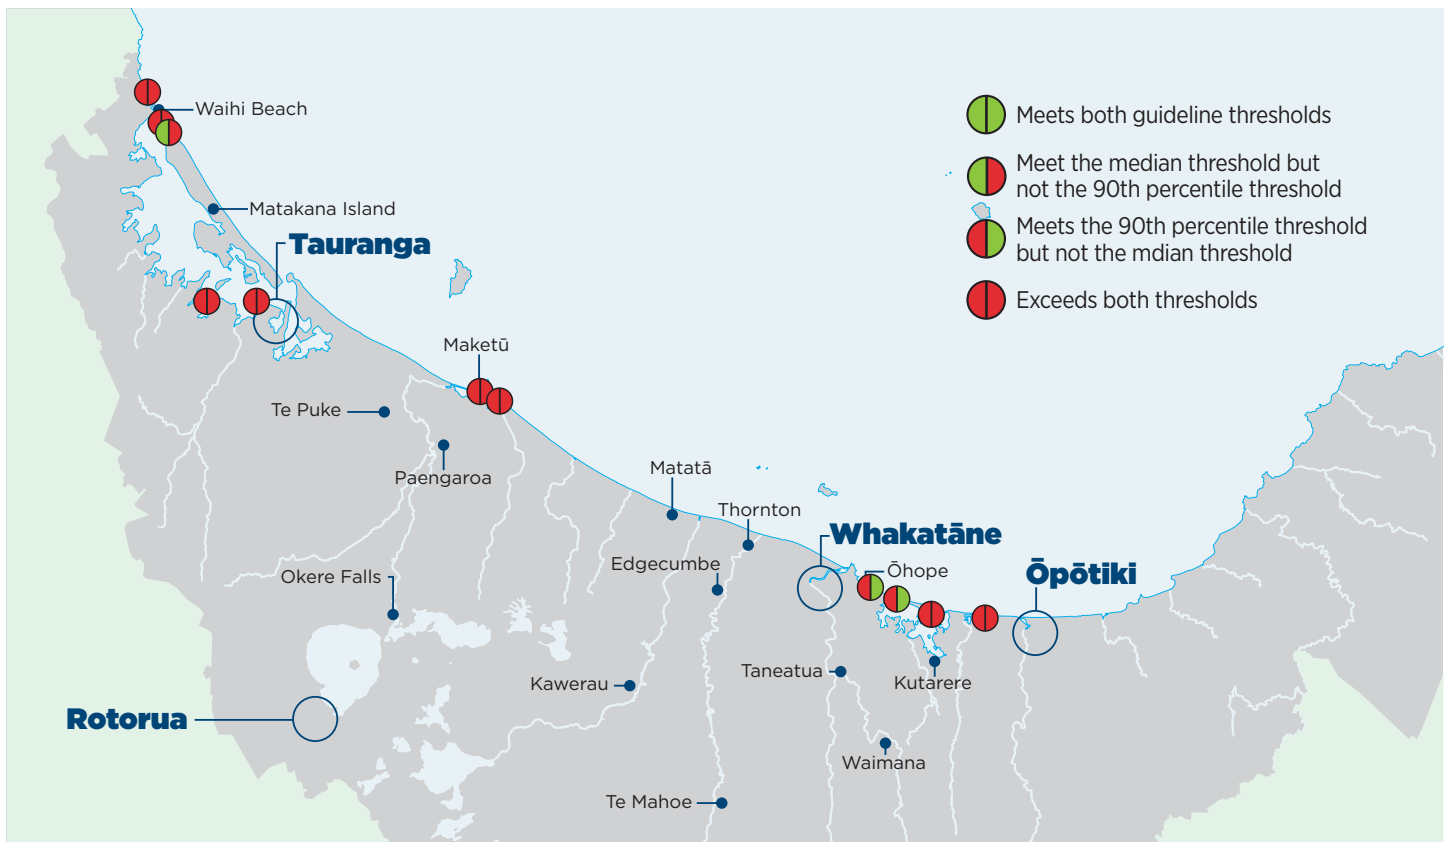 Waihi Beach
Meets both guideline thresholds
Meet the median threshold but
not the 90th percentile threshold
Meets the 90th percentile threshold
but not the mdian threshold
Exceeds both thresholds
Matakana Island
Tauranga
Maketū
Te Puke
Paengaroa
Matatā
Thornton
Whakatāne
Edgecumbe
Ōhope
Ōpōtiki
Okere Falls
Taneatua
Kutarere
Kawerau
Rotorua
Waimana
Te Mahoe